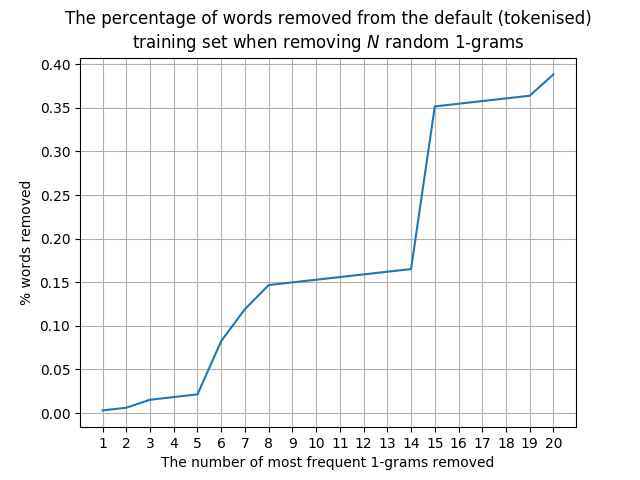 The percentage of words removed from the default (tokenised)
training set when removing N random 1-grams
0.40
0.35
0.30
0.25
0.20
0.15
0.10
0.05
0.00
% words removed
1 2 3 4 5 6 7 8 9 10 11 12 13 14 15 16 17 18 19 20
The number of most frequent 1-grams removed